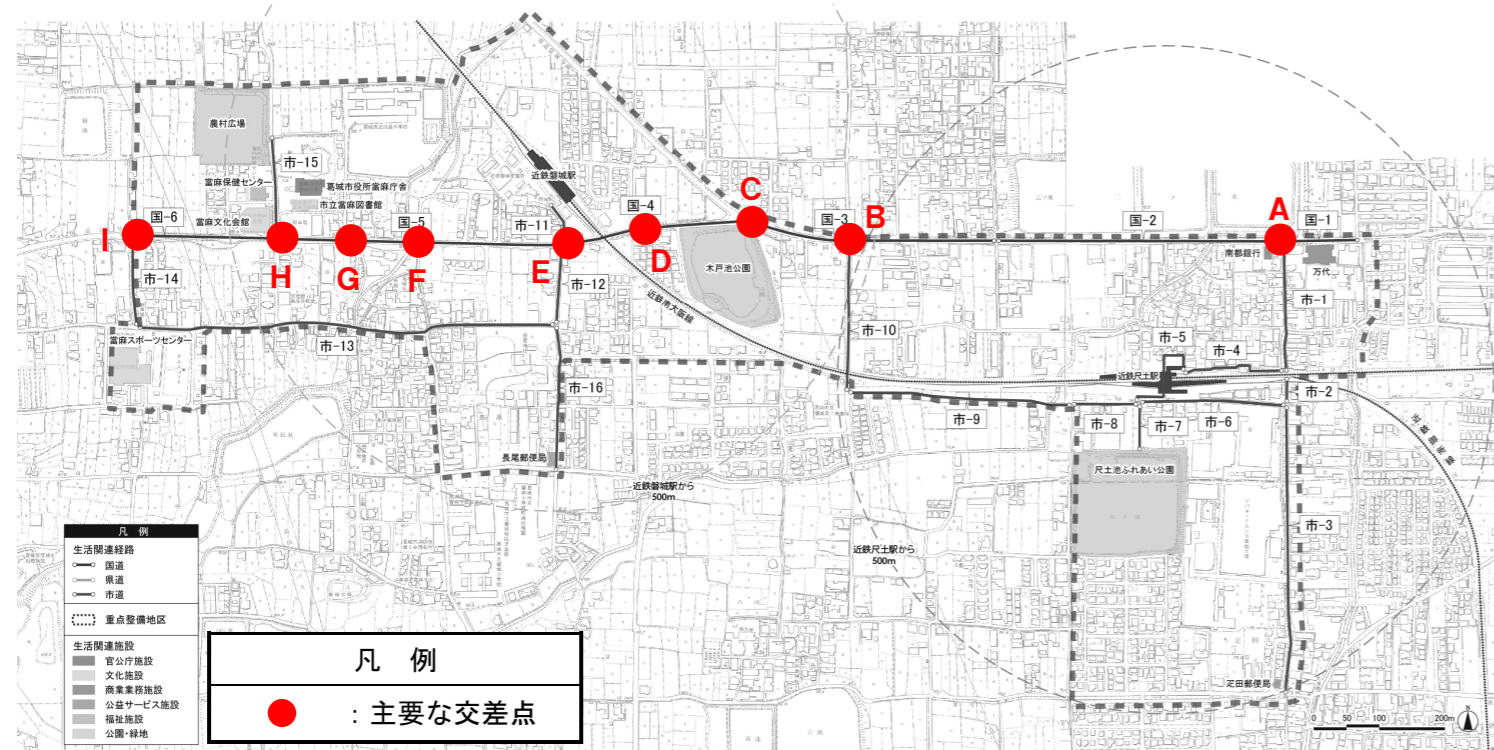 農村広場
市-15
當麻保健センター
葛城市役所當麻庁舎
市立當麻図書館
當麻文化会館
近鉄磐城駅
国-6
国-5
市-11
国-4
国-3
国-2
国-1
I
H
G
F
E
D
C
B
A
南都銀行
万代
市-14
市-12
木戸池公園
近鉄南大阪線
市-10
市-1
市-5
市-4
近鉄尺土駅
當麻スポーツセンター
市-13
市-16
市-9
市-8
市-7
市-6
市-2
長尾郵便局
尺土池ふれあい公園
近鉄磐城駅から
500m
近鉄尺土駅から
500m
市-3
疋田郵便局
凡 例
生活関連経路
国道
県道
市道
重点整備地区
生活関連施設
官公庁施設
文化施設
商業業務施設
公益サービス施設
福祉施設
公園・緑地
凡 例
：主要な交差点
0 50 100 200m
N